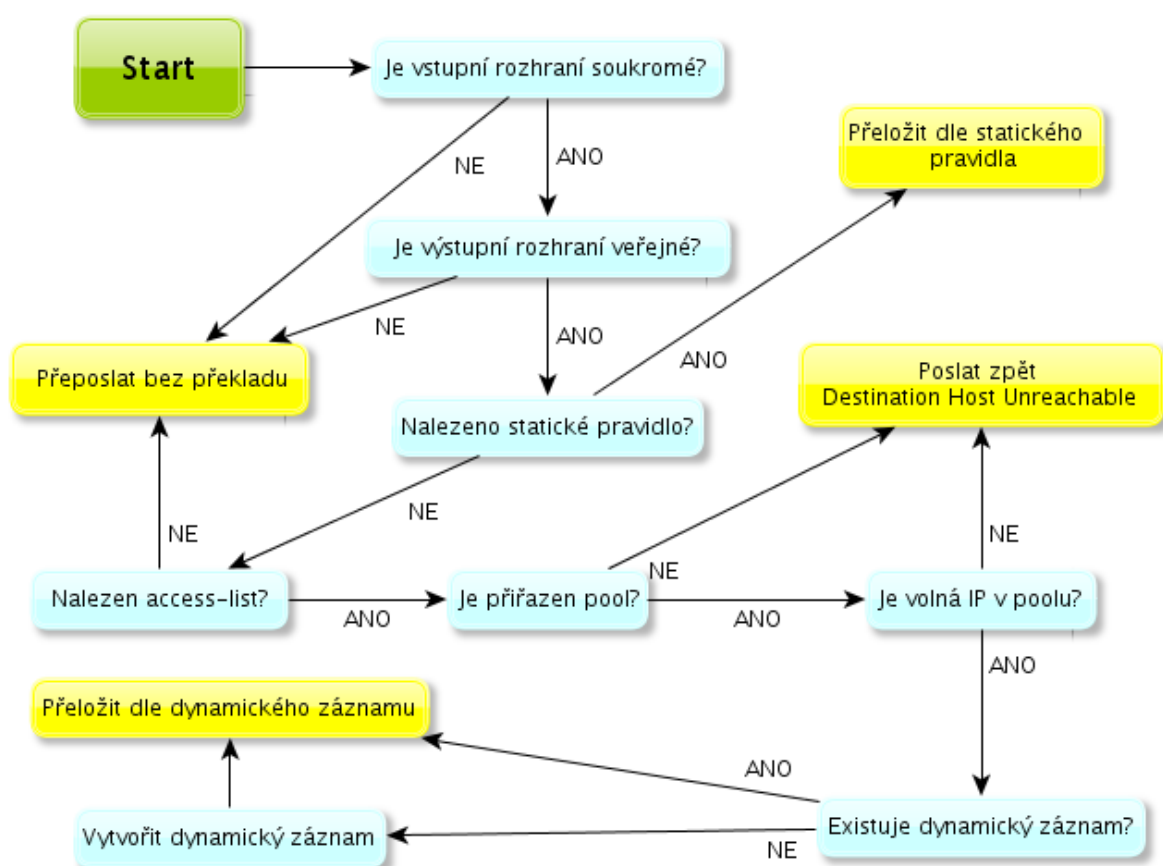 Start
Je vstupní rozhraní soukromé?
NE
ANO
Přeložit dle statického
pravidla
Je výstupní rozhraní veřejné?
NE
ANO
ANO
Přeposlat bez překladu
Poslat zpět
Destination Host Unreachable
Nalezeno statické pravidlo?
NE
NE
NE
NE
Nalezen access-list?
ANO
Je přiřazen pool?
ANO
Je volná IP v poolu?
ANO
Přeložit dle dynamického záznamu
ANO
Vytvořit dynamický záznam
NE
Existuje dynamický záznam?